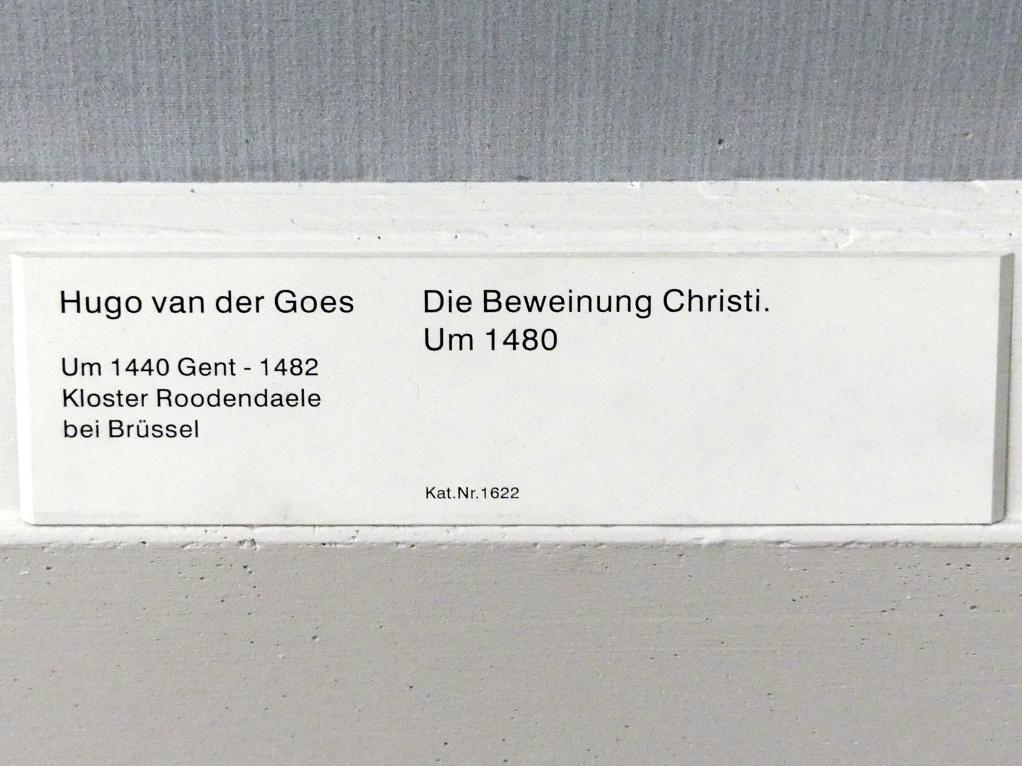 Hugo van der Goes
Um 1440 Gent - 1482
Kloster Roodendaele
bei Brüssel
Die Beweinung Christi.
Um 1480
Kat.Nr.1622